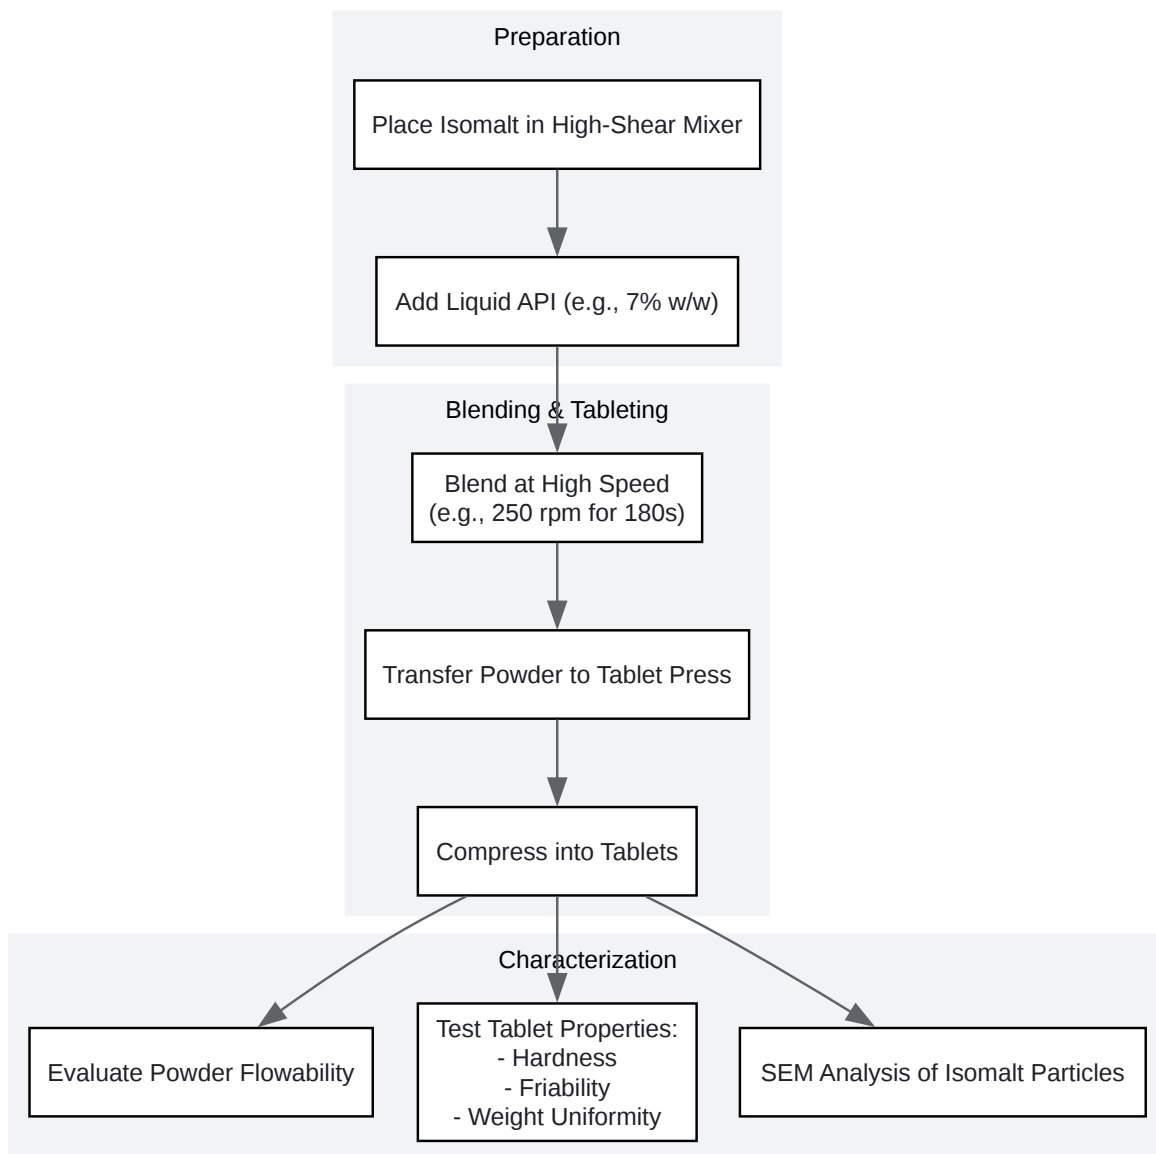 Preparation
Place Isomalt in High-Shear Mixer
Add Liquid API (e.g., 7% w/w)
Blending & Tableting
Blend at High Speed
(e.g., 250 rpm for 180s)
Transfer Powder to Tablet Press
Compress into Tablets
Characterization
Evaluate Powder Flowability
Test Tablet Properties:
- Hardness
- Friability
- Weight Uniformity
SEM Analysis of Isomalt Particles